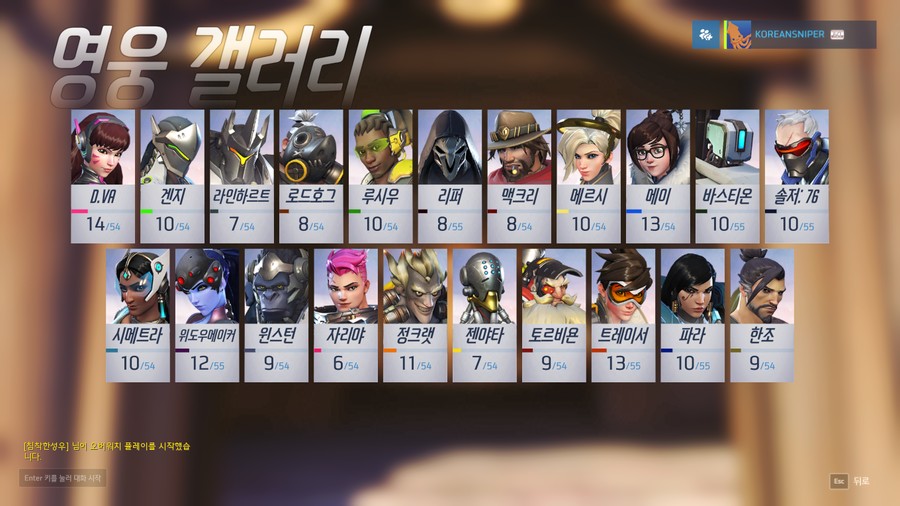 영웅 갤러리
KOREANSNIPER
D.VA 겐지 라인하르트 로드호그 루시우 리퍼 맥크리 메르시 메이 바스티온 솔저: 76
14/54 10/54 7/54 8/54 10/54 8/55 8/54 10/54 13/54 10/55 10/55
시메트라 위도우메이커 윈스턴 자리야 정크랫 젠야타 토르비욘 트레이서 파라 한조
10/54 12/55 9/54 6/54 11/54 7/54 9/54 13/55 10/55 9/54
[침착한성우] 님이 오버워치 플레이를 시작했습
니다.
Enter 키를 눌러 대화 시작
Esc 뒤로